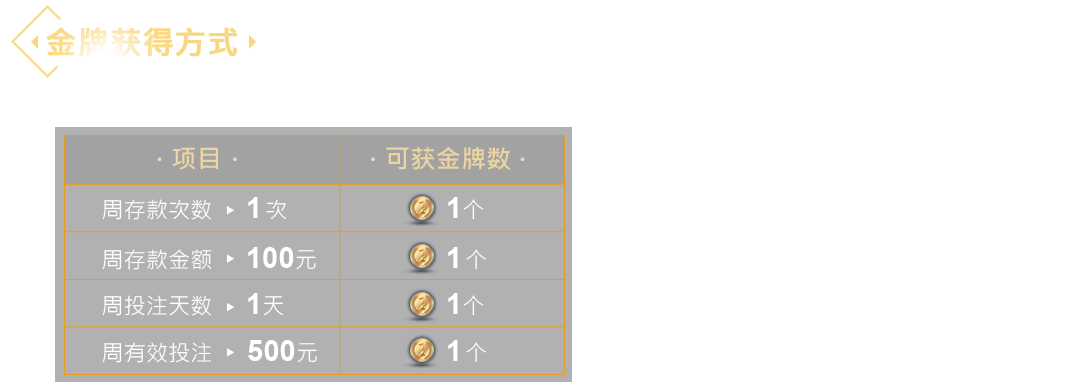 金牌获得方式
· 项目 · · 可获金牌数 ·
周存款次数 ▸ 1次 1个
周存款金额 ▸ 100元 1个
周投注天数 ▸ 1天 1个
周有效投注 ▸ 500元 1个